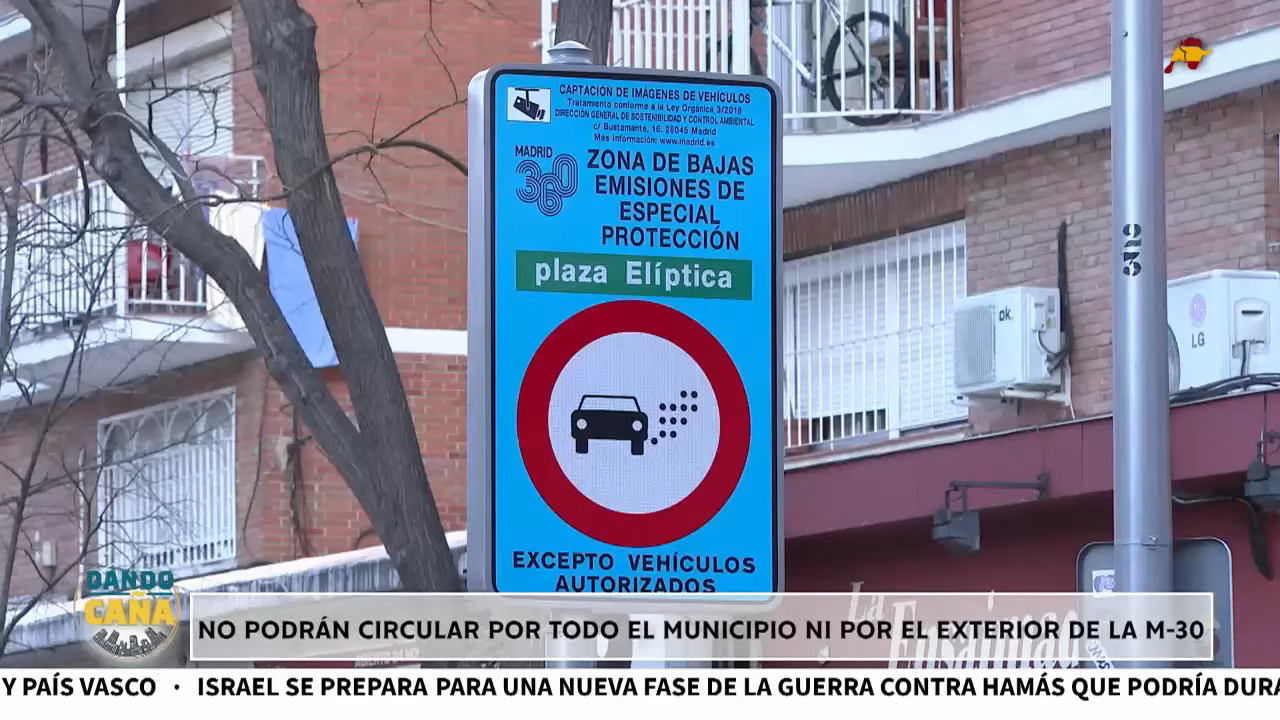 CAPTACIÓN DE IMÁGENES DE VEHÍCULOS
Tratamiento conforme a la Ley Orgánica 3/2018
DIRECCIÓN GENERAL DE SOSTENIBILIDAD Y CONTROL AMBIENTAL
c/ Bustamante, 16, 28045 Madrid
Más información: www.madrid.es
MADRID
360
ZONA DE BAJAS
EMISIONES DE
ESPECIAL
PROTECCIÓN
plaza Elíptica
EXCEPTO VEHÍCULOS
AUTORIZADOS
ok.
LG
DANDO
CAÑA
NO PODRÁN CIRCULAR POR TODO EL MUNICIPIO NI POR EL EXTERIOR DE LA M-30
Y PAÍS VASCO · ISRAEL SE PREPARA PARA UNA NUEVA FASE DE LA GUERRA CONTRA HAMÁS QUE PODRÍA DURA